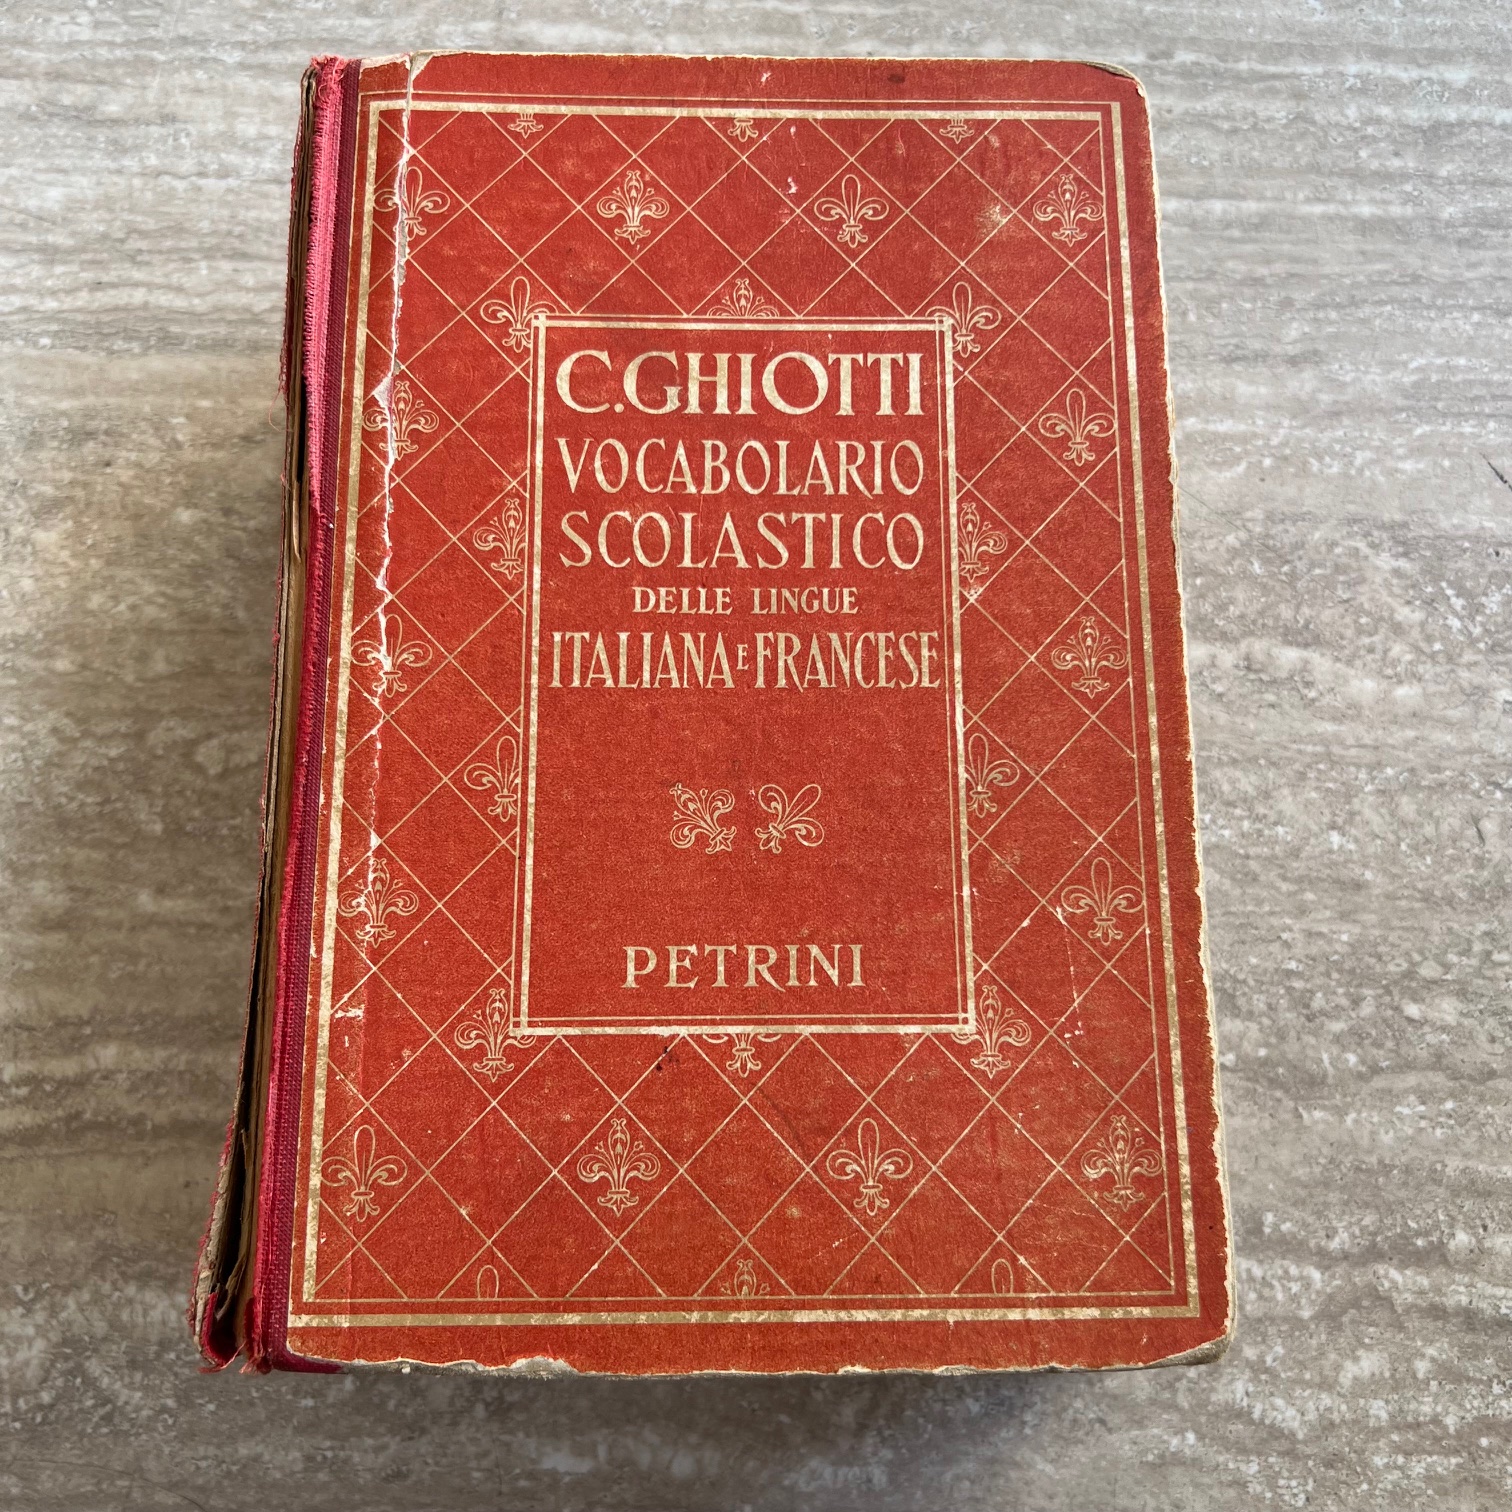 C. GHIOTTI
VOCABOLARIO
SCOLASTICO
DELLE LINGUE
ITALIANA E FRANCESE
PETRINI